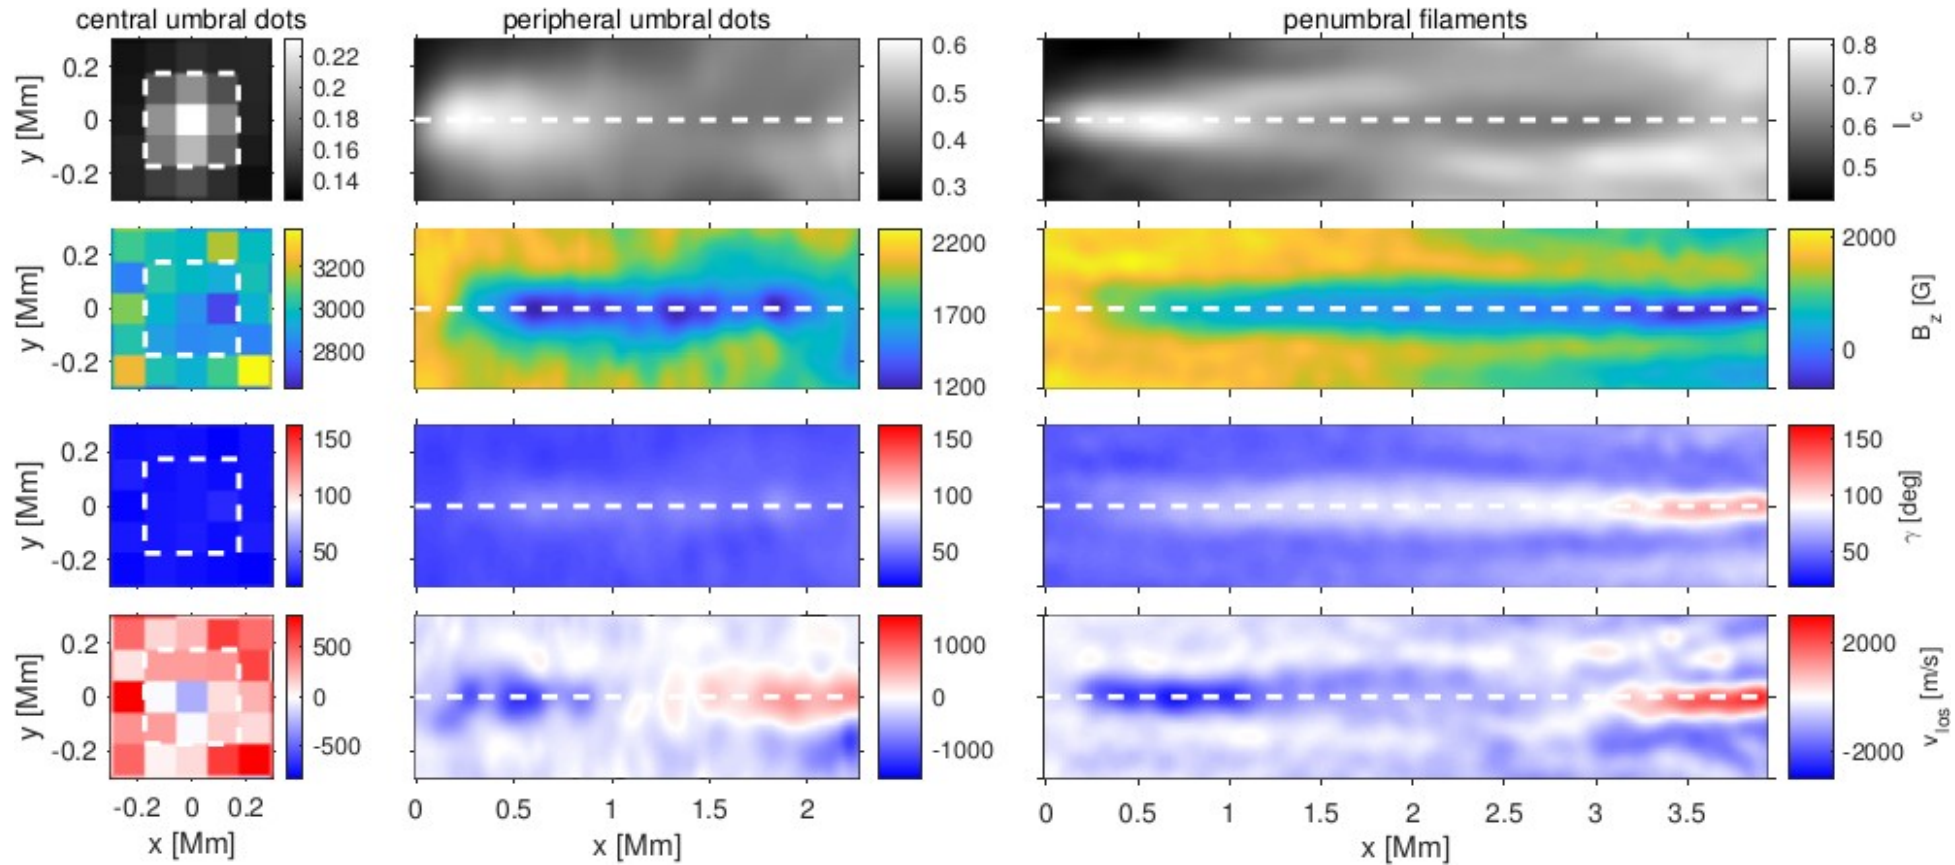 central umbral dots peripheral umbral dots penumbral filaments
y [Mm] 0.2 0 -0.2 0.22 0.2 0.18 0.16 0.14 0.6 0.5 0.4 0.3 0.8 0.7 0.6 0.5 I_c
y [Mm] 0.2 0 -0.2 3200 3000 2800 2200 1700 1200 2000 0 B_z [G]
y [Mm] 0.2 0 -0.2 150 100 50 150 100 50 150 100 50 γ [deg]
y [Mm] 0.2 0 -0.2 500 0 -500 1000 0 -1000 2000 0 -2000 v_los [m/s]
-0.2 0 0.2 0 0.5 1 1.5 2 0 0.5 1 1.5 2 2.5 3 3.5
x [Mm] x [Mm] x [Mm]